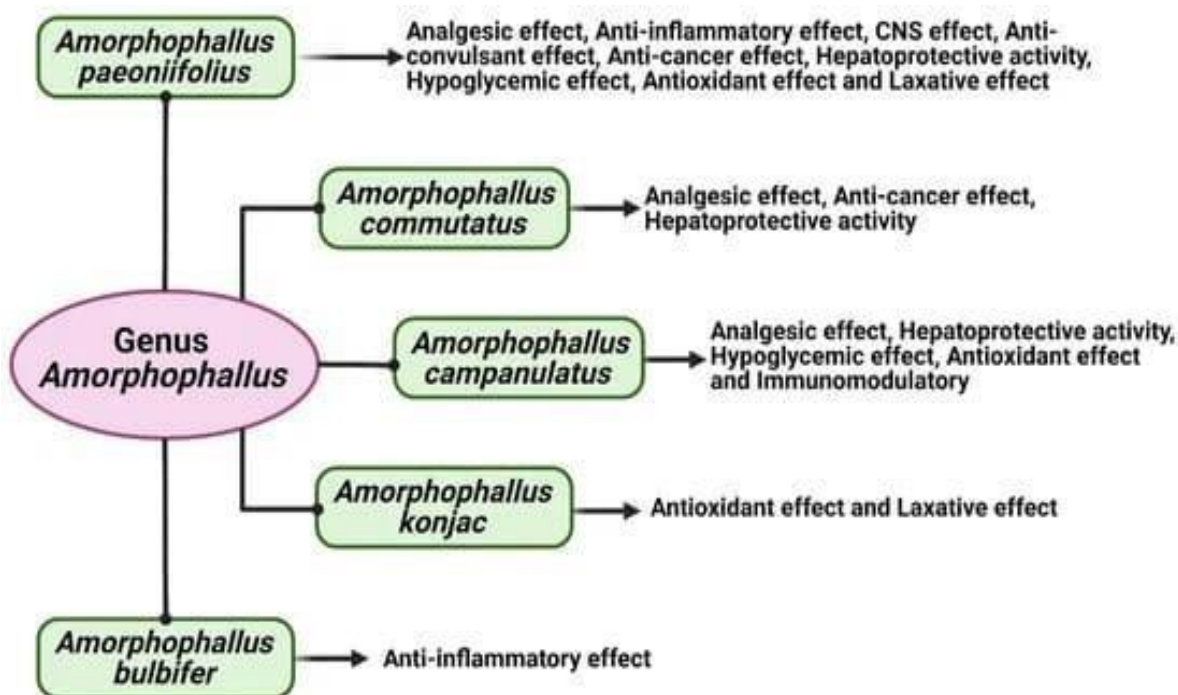 Amorphophallus
paeoniifolius
Analgesic effect, Anti-inflammatory effect, CNS effect, Anti-
convulsant effect, Anti-cancer effect, Hepatoprotective activity,
Hypoglycemic effect, Antioxidant effect and Laxative effect
Amorphophallus
commutatus
Analgesic effect, Anti-cancer effect,
Hepatoprotective activity
Genus
Amorphophallus
Amorphophallus
campanulatus
Analgesic effect, Hepatoprotective activity,
Hypoglycemic effect, Antioxidant effect
and Immunomodulatory
Amorphophallus
konjac
Antioxidant effect and Laxative effect
Amorphophallus
bulbifer
Anti-inflammatory effect